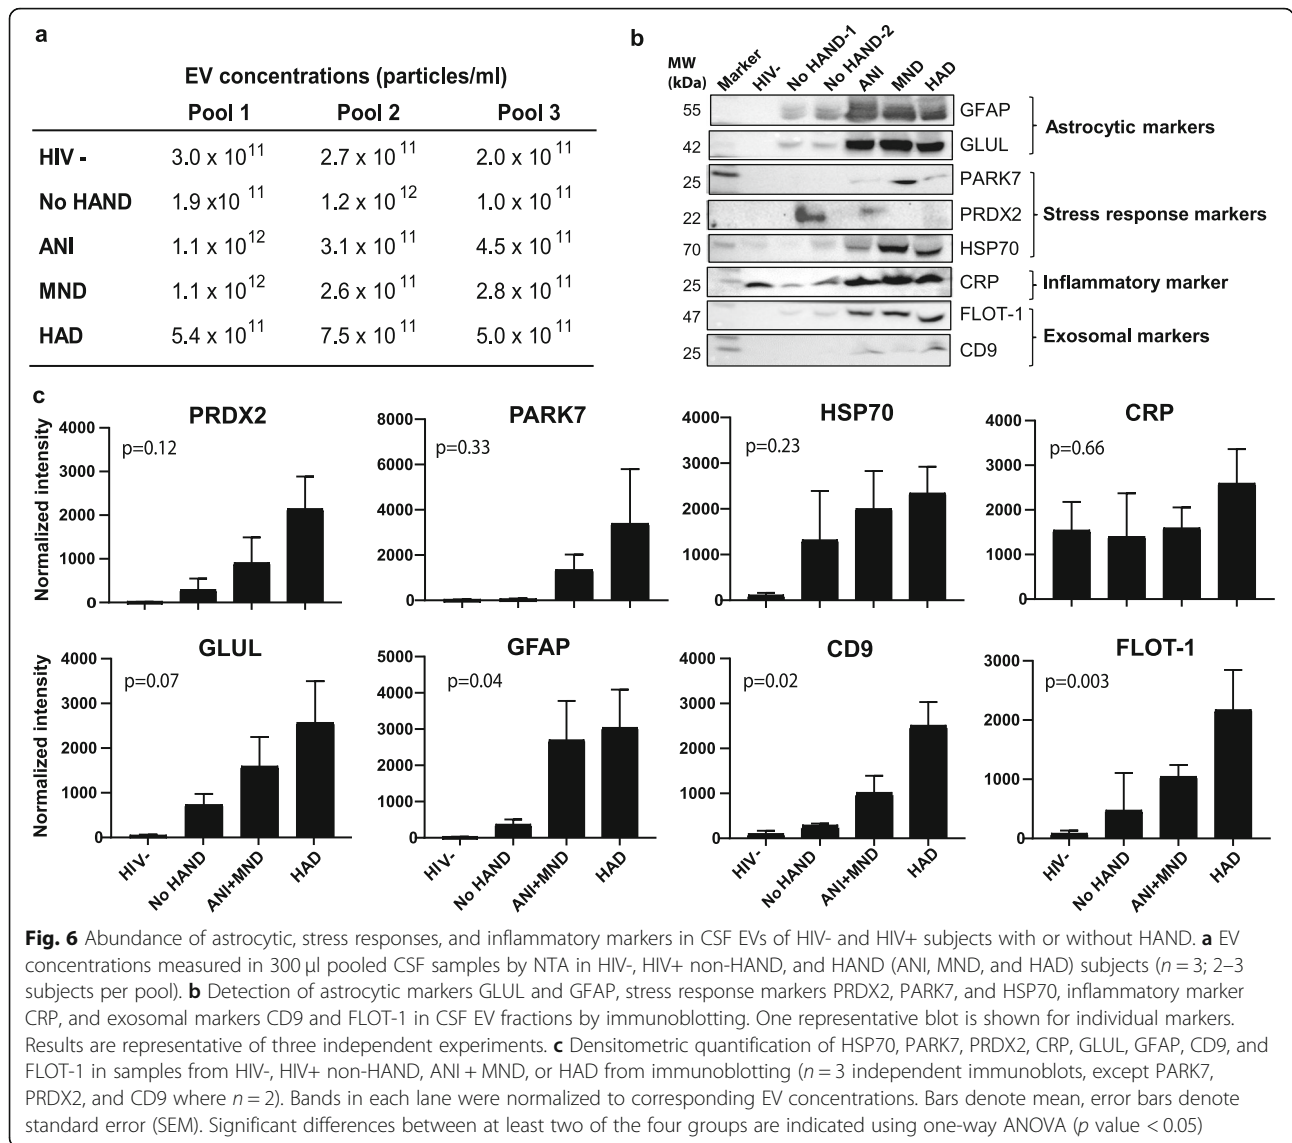 a
EV concentrations (particles/ml)
Pool 1 Pool 2 Pool 3
HIV - 3.0 x 10^11 2.7 x 10^11 2.0 x 10^11
No HAND 1.9 x10 ^11 1.2 x 10^12 1.0 x 10^11
ANI 1.1 x 10^12 3.1 x 10^11 4.5 x 10^11
MND 1.1 x 10^12 2.6 x 10^11 2.8 x 10^11
HAD 5.4 x 10^11 7.5 x 10^11 5.0 x 10^11
b
MW
(kDa)
Marker HIV- No HAND-1 No HAND-2 ANI MND HAD
55 GFAP
42 GLUL
Astrocytic markers
25 PARK7
22 PRDX2
70 HSP70
Stress response markers
25 CRP
Inflammatory marker
47 FLOT-1
25 CD9
Exosomal markers
c
PRDX2
p=0.12
Normalized intensity
4000
3000
2000
1000
0
PARK7
p=0.33
8000
6000
4000
2000
0
HSP70
p=0.23
4000
3000
2000
1000
0
CRP
p=0.66
4000
3000
2000
1000
0
GLUL
p=0.07
Normalized intensity
4000
3000
2000
1000
0
HIV- No HAND ANI+MND HAD
GFAP
p=0.04
5000
4000
3000
2000
1000
0
HIV- No HAND ANI+MND HAD
CD9
p=0.02
4000
3000
2000
1000
0
HIV- No HAND ANI+MND HAD
FLOT-1
p=0.003
3000
2000
1000
0
HIV- No HAND ANI+MND HAD
Fig. 6 Abundance of astrocytic, stress responses, and inflammatory markers in CSF EVs of HIV- and HIV+ subjects with or without HAND. a EV
concentrations measured in 300 µl pooled CSF samples by NTA in HIV-, HIV+ non-HAND, and HAND (ANI, MND, and HAD) subjects (n = 3; 2–3
subjects per pool). b Detection of astrocytic markers GLUL and GFAP, stress response markers PRDX2, PARK7, and HSP70, inflammatory marker
CRP, and exosomal markers CD9 and FLOT-1 in CSF EV fractions by immunoblotting. One representative blot is shown for individual markers.
Results are representative of three independent experiments. c Densitometric quantification of HSP70, PARK7, PRDX2, CRP, GLUL, GFAP, CD9, and
FLOT-1 in samples from HIV-, HIV+ non-HAND, ANI + MND, or HAD from immunoblotting (n = 3 independent immunoblots, except PARK7,
PRDX2, and CD9 where n = 2). Bands in each lane were normalized to corresponding EV concentrations. Bars denote mean, error bars denote
standard error (SEM). Significant differences between at least two of the four groups are indicated using one-way ANOVA (p value < 0.05)